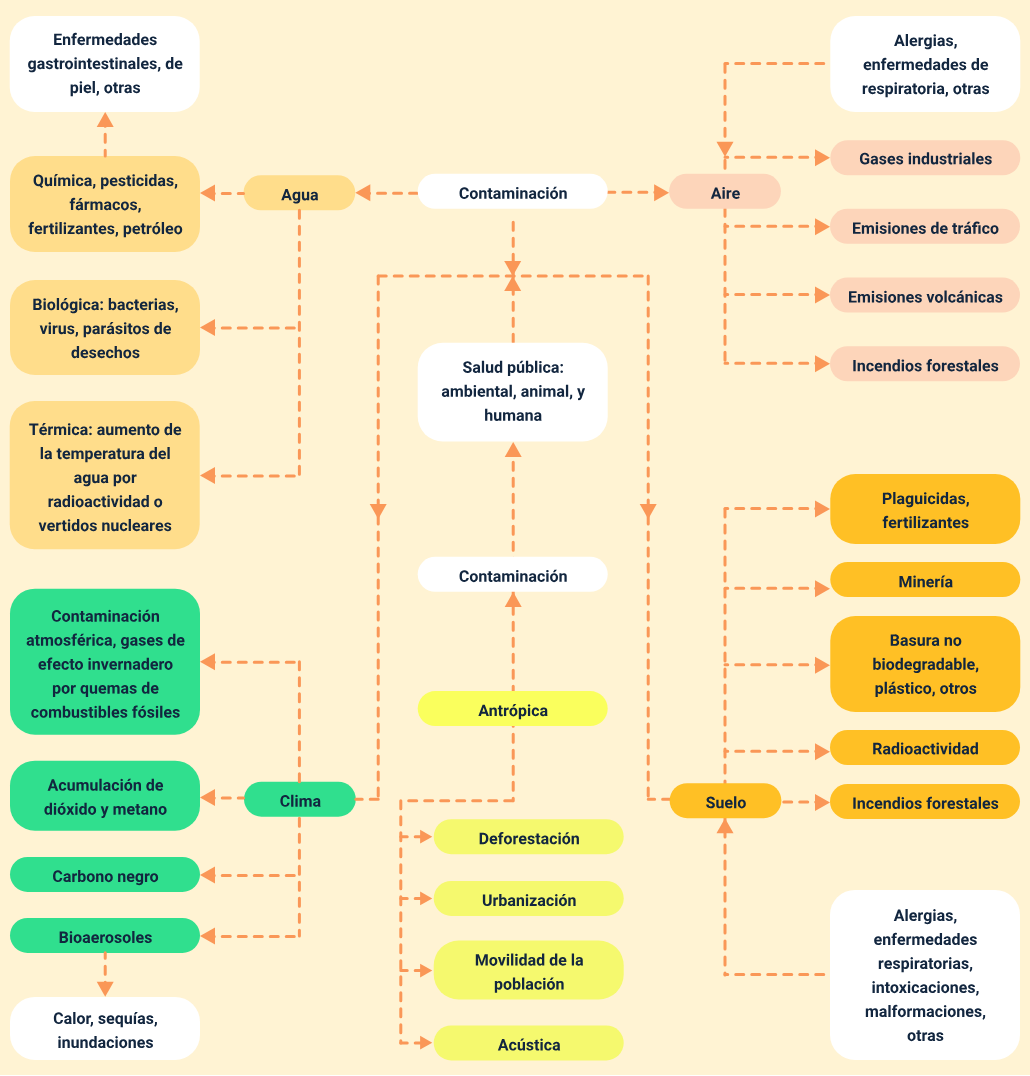 Enfermedades
gastrointestinales, de
piel, otras
Alergias,
enfermedades de
respiratoria, otras
Química, pesticidas,
fármacos,
fertilizantes, petróleo
Agua
Contaminación
Aire
Gases industriales
Emisiones de tráfico
Emisiones volcánicas
Incendios forestales
Biológica: bacterias,
virus, parásitos de
desechos
Térmica: aumento de
la temperatura del
agua por
radioactividad o
vertidos nucleares
Salud pública:
ambiental, animal, y
humana
Contaminación
Antrópica
Plaguicidas,
fertilizantes
Minería
Basura no
biodegradable,
plástico, otros
Radioactividad
Suelo
Incendios forestales
Contaminación
atmosférica, gases de
efecto invernadero
por quemas de
combustibles fósiles
Acumulación de
dióxido y metano
Clima
Carbono negro
Bioaerosoles
Calor, sequías,
inundaciones
Deforestación
Urbanización
Movilidad de la
población
Acústica
Alergias,
enfermedades
respiratorias,
intoxicaciones,
malformaciones,
otras